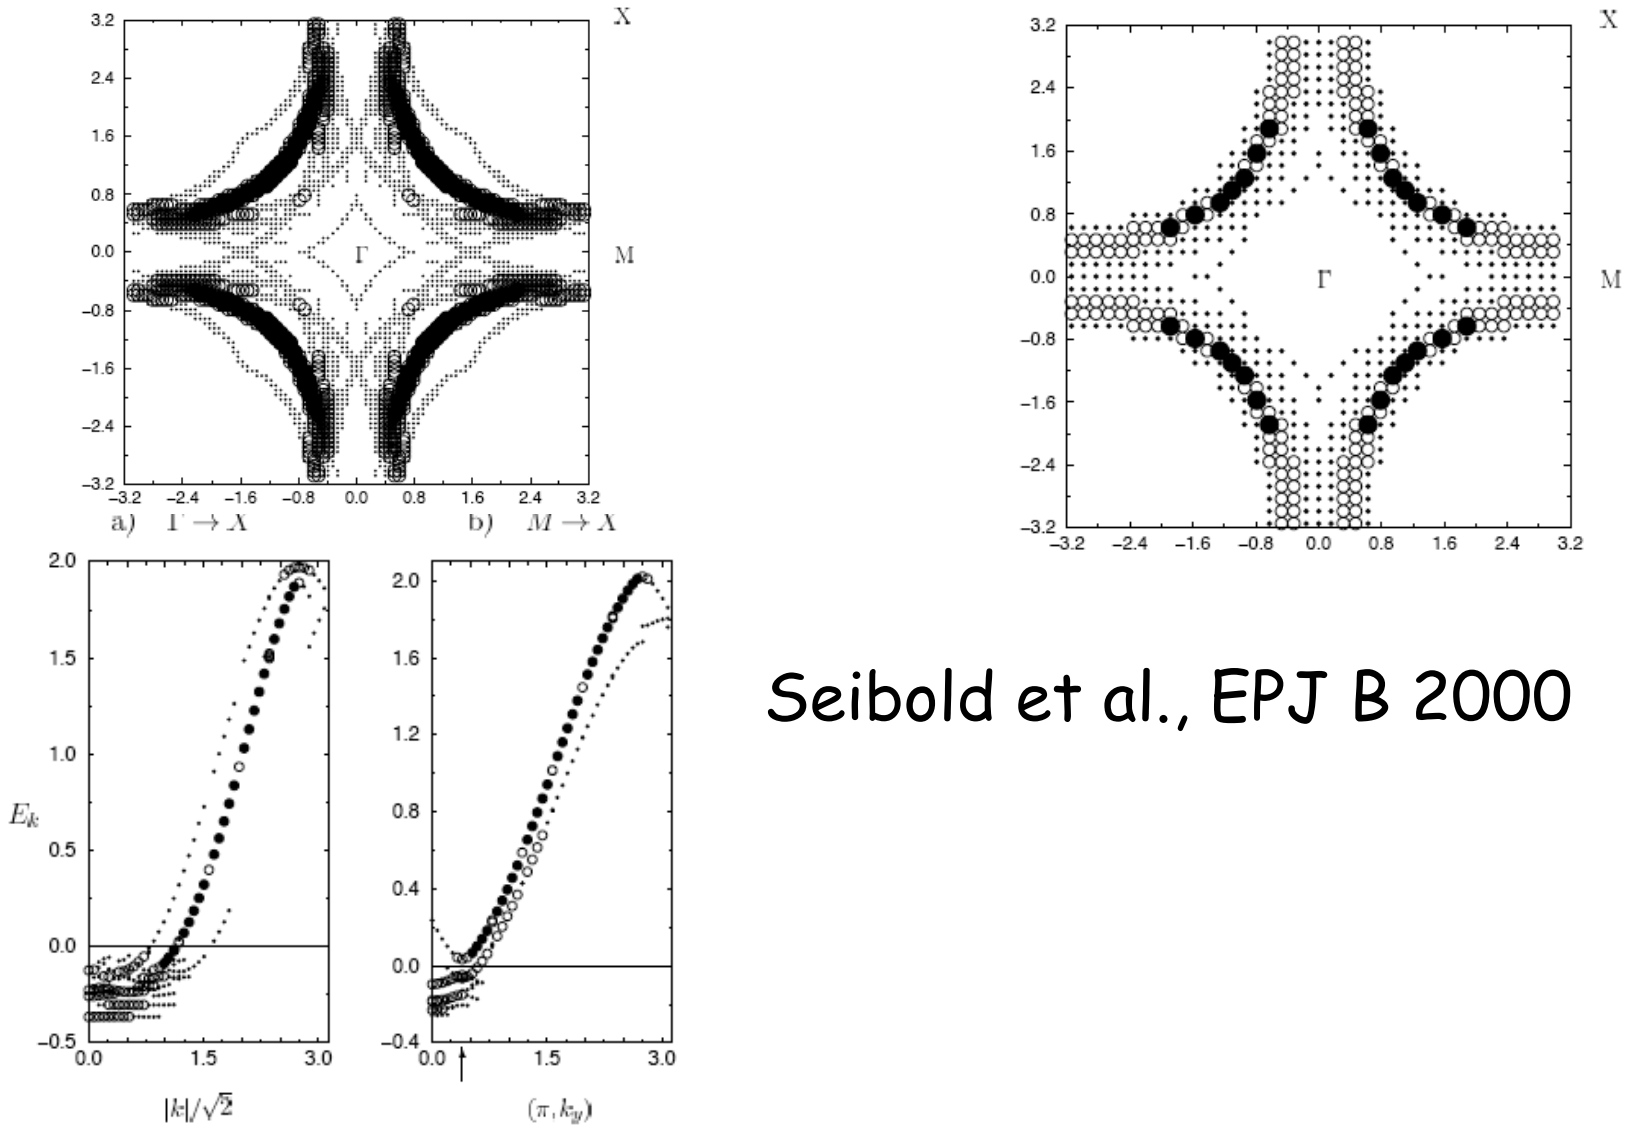 3.2
2.4
1.6
0.8
0.0
−0.8
−1.6
−2.4
−3.2
−3.2 −2.4 −1.6 −0.8 0.0 0.8 1.6 2.4 3.2
X
M
Γ
3.2
2.4
1.6
0.8
0.0
−0.8
−1.6
−2.4
−3.2
−3.2 −2.4 −1.6 −0.8 0.0 0.8 1.6 2.4 3.2
X
M
Γ
a) Γ → X
b) M → X
2.0
1.5
1.0
0.5
0.0
−0.5
0.0 1.5 3.0
E_k
|k|/√2
2.0
1.6
1.2
0.8
0.4
0.0
−0.4
0.0 1.5 3.0
(π, k_y)
Seibold et al., EPJ B 2000